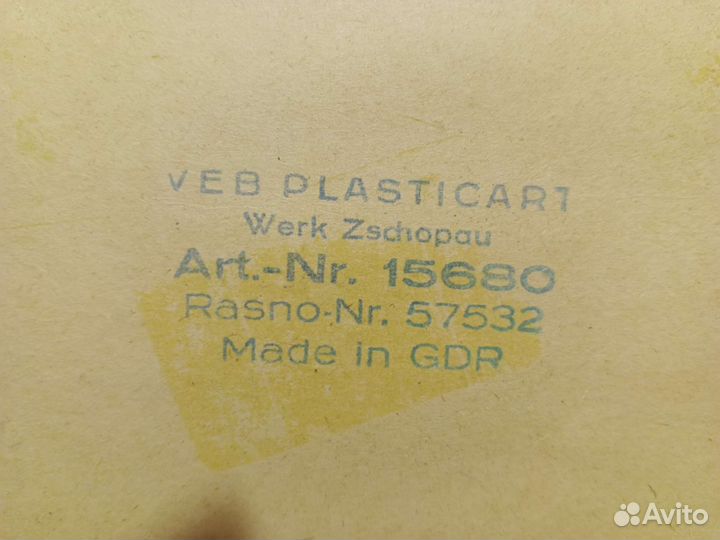 VEB PLASTICART
Werk Zschopau
Art.-Nr. 15680
Rasno-Nr. 57532
Made in GDR
Avito